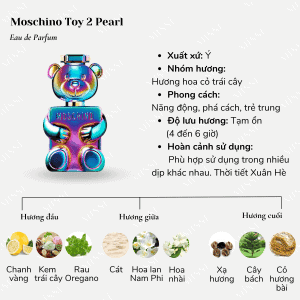 Moschino Toy 2 Pearl
Eau de Parfum
MOSCHINO
• Xuất xứ: Ý
• Nhóm hương:
Hương hoa cỏ trái cây
• Phong cách:
Năng động, phá cách, trẻ trung
• Độ lưu hương: Tạm ổn
(4 đến 6 giờ)
• Hoàn cảnh sử dụng:
Phù hợp sử dụng trong nhiều
dịp khác nhau. Thời tiết Xuân Hè
Hương đầu
Hương giữa
Hương cuối
Chanh vàng
Kem trái cây
Rau Oregano
Cát
Hoa lan Nam Phi
Hoa nhài
Xạ hương
Cây bách
Cỏ hương bài